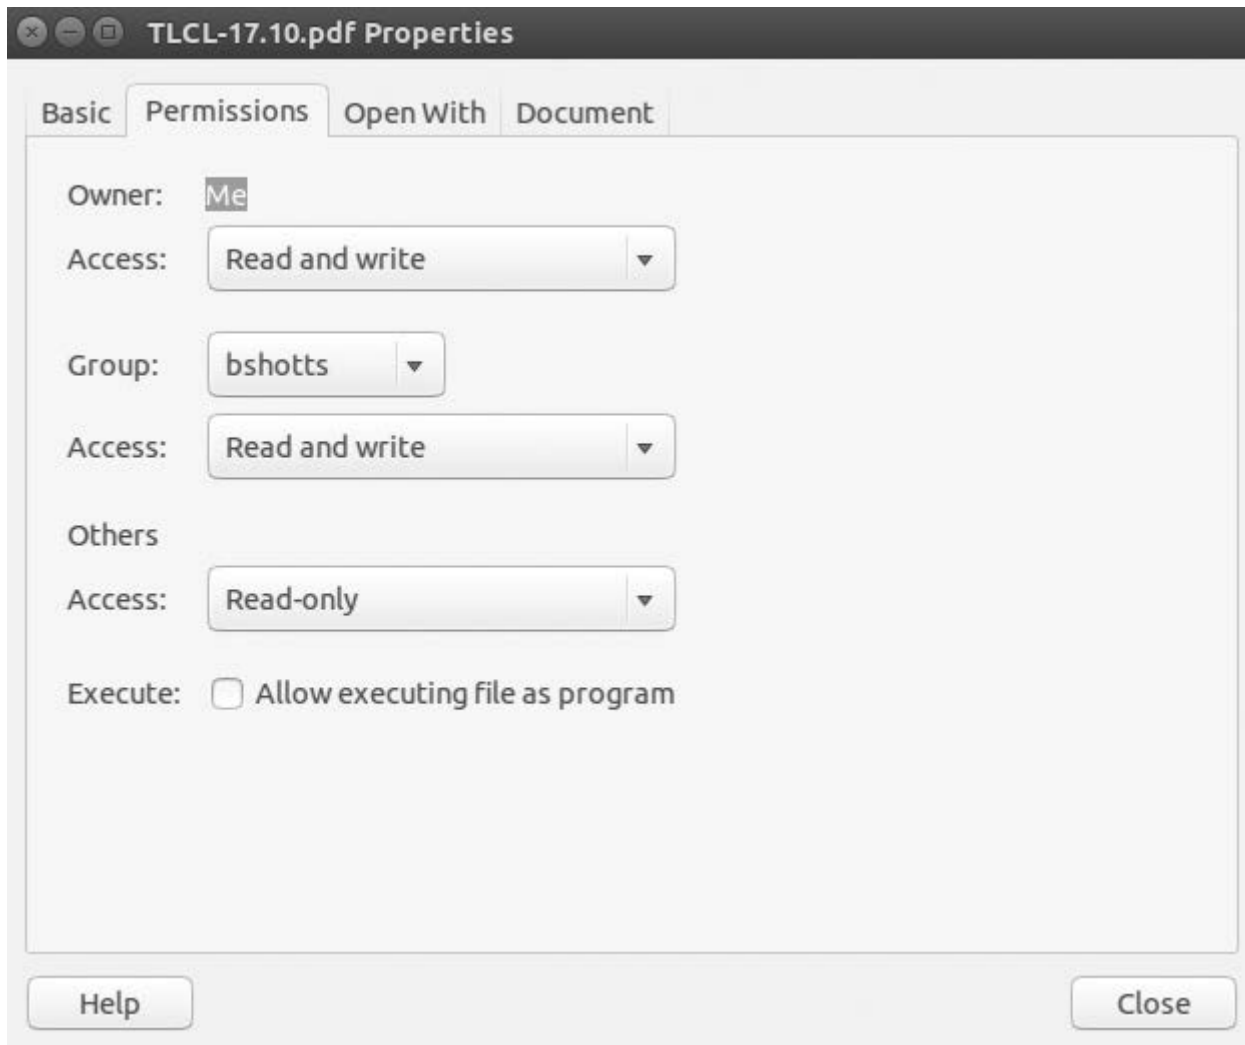 TLCL-17.10.pdf Properties
Basic Permissions Open With Document
Owner: Me
Access: Read and write
Group: bshotts
Access: Read and write
Others
Access: Read-only
Execute: Allow executing file as program
Help Close